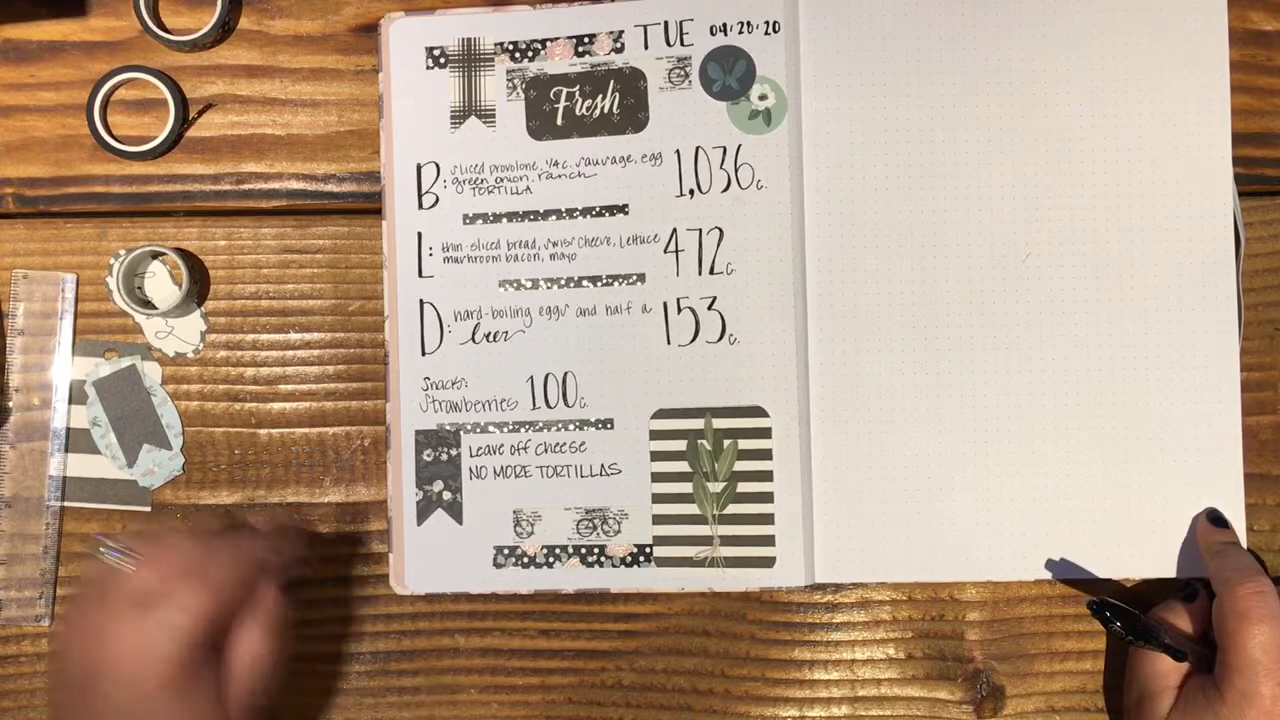 TUE 04·28·20
Fresh
B: sliced provolone, 1/4 c. sausage, egg
green onion, ranch
TORTILLA
1,036c.
L: thin-sliced bread, swiss cheese, lettuce
mushroom bacon, mayo
472c.
D: hard-boiling eggs and half a
beer
153c.
Snacks:
Strawberries 100c.
Leave off cheese
NO MORE TORTILLAS